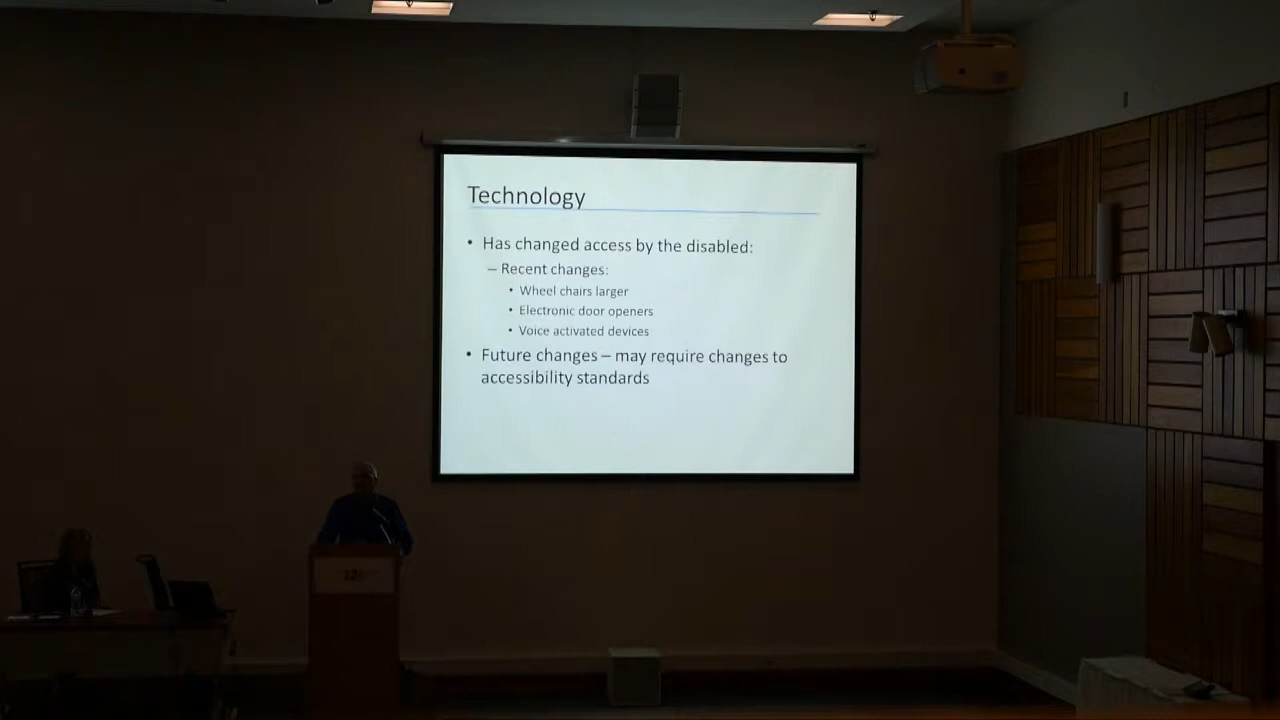 Technology
• Has changed access by the disabled:
– Recent changes:
• Wheel chairs larger
• Electronic door openers
• Voice activated devices
• Future changes – may require changes to
accessibility standards